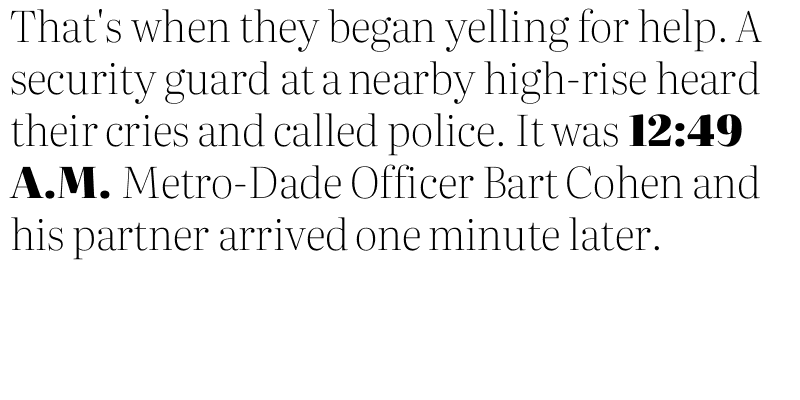 That's when they began yelling for help. A
security guard at a nearby high-rise heard
their cries and called police. It was 12:49
A.M. Metro-Dade Officer Bart Cohen and
his partner arrived one minute later.